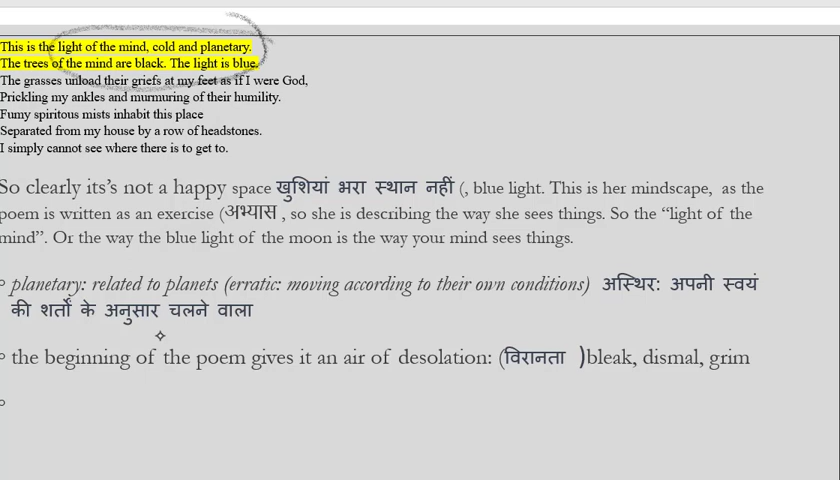 This is the light of the mind, cold and planetary.
The trees of the mind are black. The light is blue.
The grasses unload their griefs at my feet as if I were God,
Prickling my ankles and murmuring of their humility.
Fumy spiritous mists inhabit this place
Separated from my house by a row of headstones.
I simply cannot see where there is to get to.
So clearly its's not a happy space खुशियां भरा स्थान नहीं (, blue light. This is her mindscape, as the
poem is written as an exercise (अभ्यास , so she is describing the way she sees things. So the “light of the
mind”. Or the way the blue light of the moon is the way your mind sees things.
planetary: related to planets (erratic: moving according to their own conditions) अस्थिर: अपनी स्वयं
की शर्तों के अनुसार चलने वाला
the beginning of the poem gives it an air of desolation: (विरानता )bleak, dismal, grim